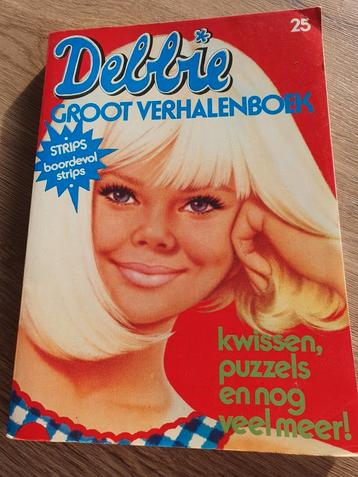 25
Debbie
GROOT VERHALENBOEK
STRIPS
boordevol
strips
kwissen,
puzzels
en nog
veel meer!